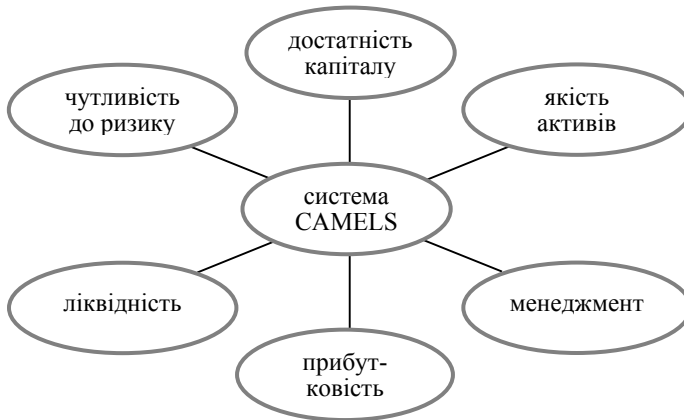 достатність
капіталу
чутливість
до ризику
якість
активів
система
CAMELS
ліквідність
менеджмент
прибут-
ковість